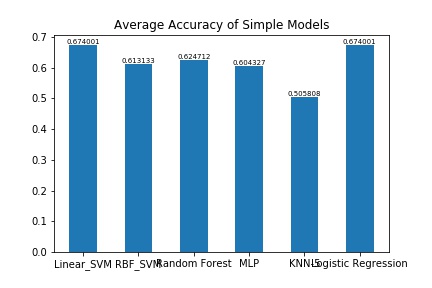 Average Accuracy of Simple Models
0.7
0.6
0.5
0.4
0.3
0.2
0.1
0.0
0.674001
0.613133
0.624712
0.604327
0.505808
0.674001
Linear_SVM
RBF_SVM
Random Forest
MLP
KNN-5
Logistic Regression